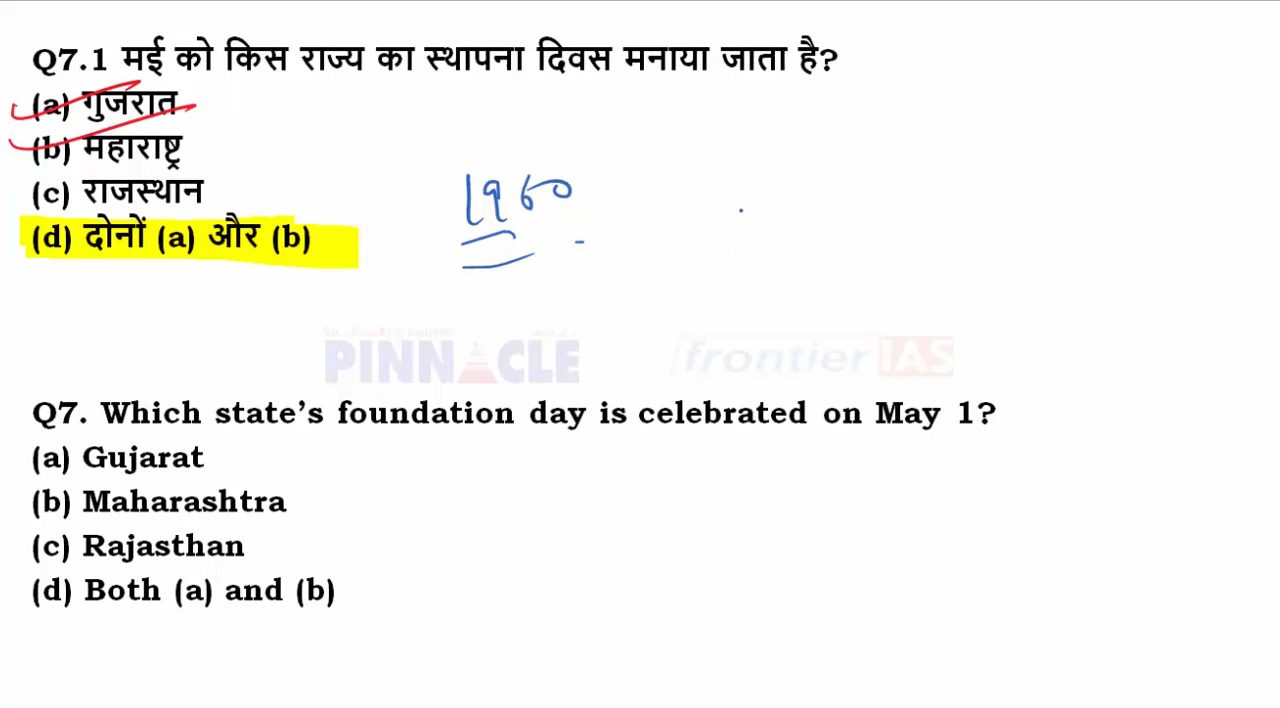 Q7.1 मई को किस राज्य का स्थापना दिवस मनाया जाता है?
(a) गुजरात
(b) महाराष्ट्र
(c) राजस्थान
1960
(d) दोनों (a) और (b)
PINNACLE
frontier IAS
Q7. Which state's foundation day is celebrated on May 1?
(a) Gujarat
(b) Maharashtra
(c) Rajasthan
(d) Both (a) and (b)